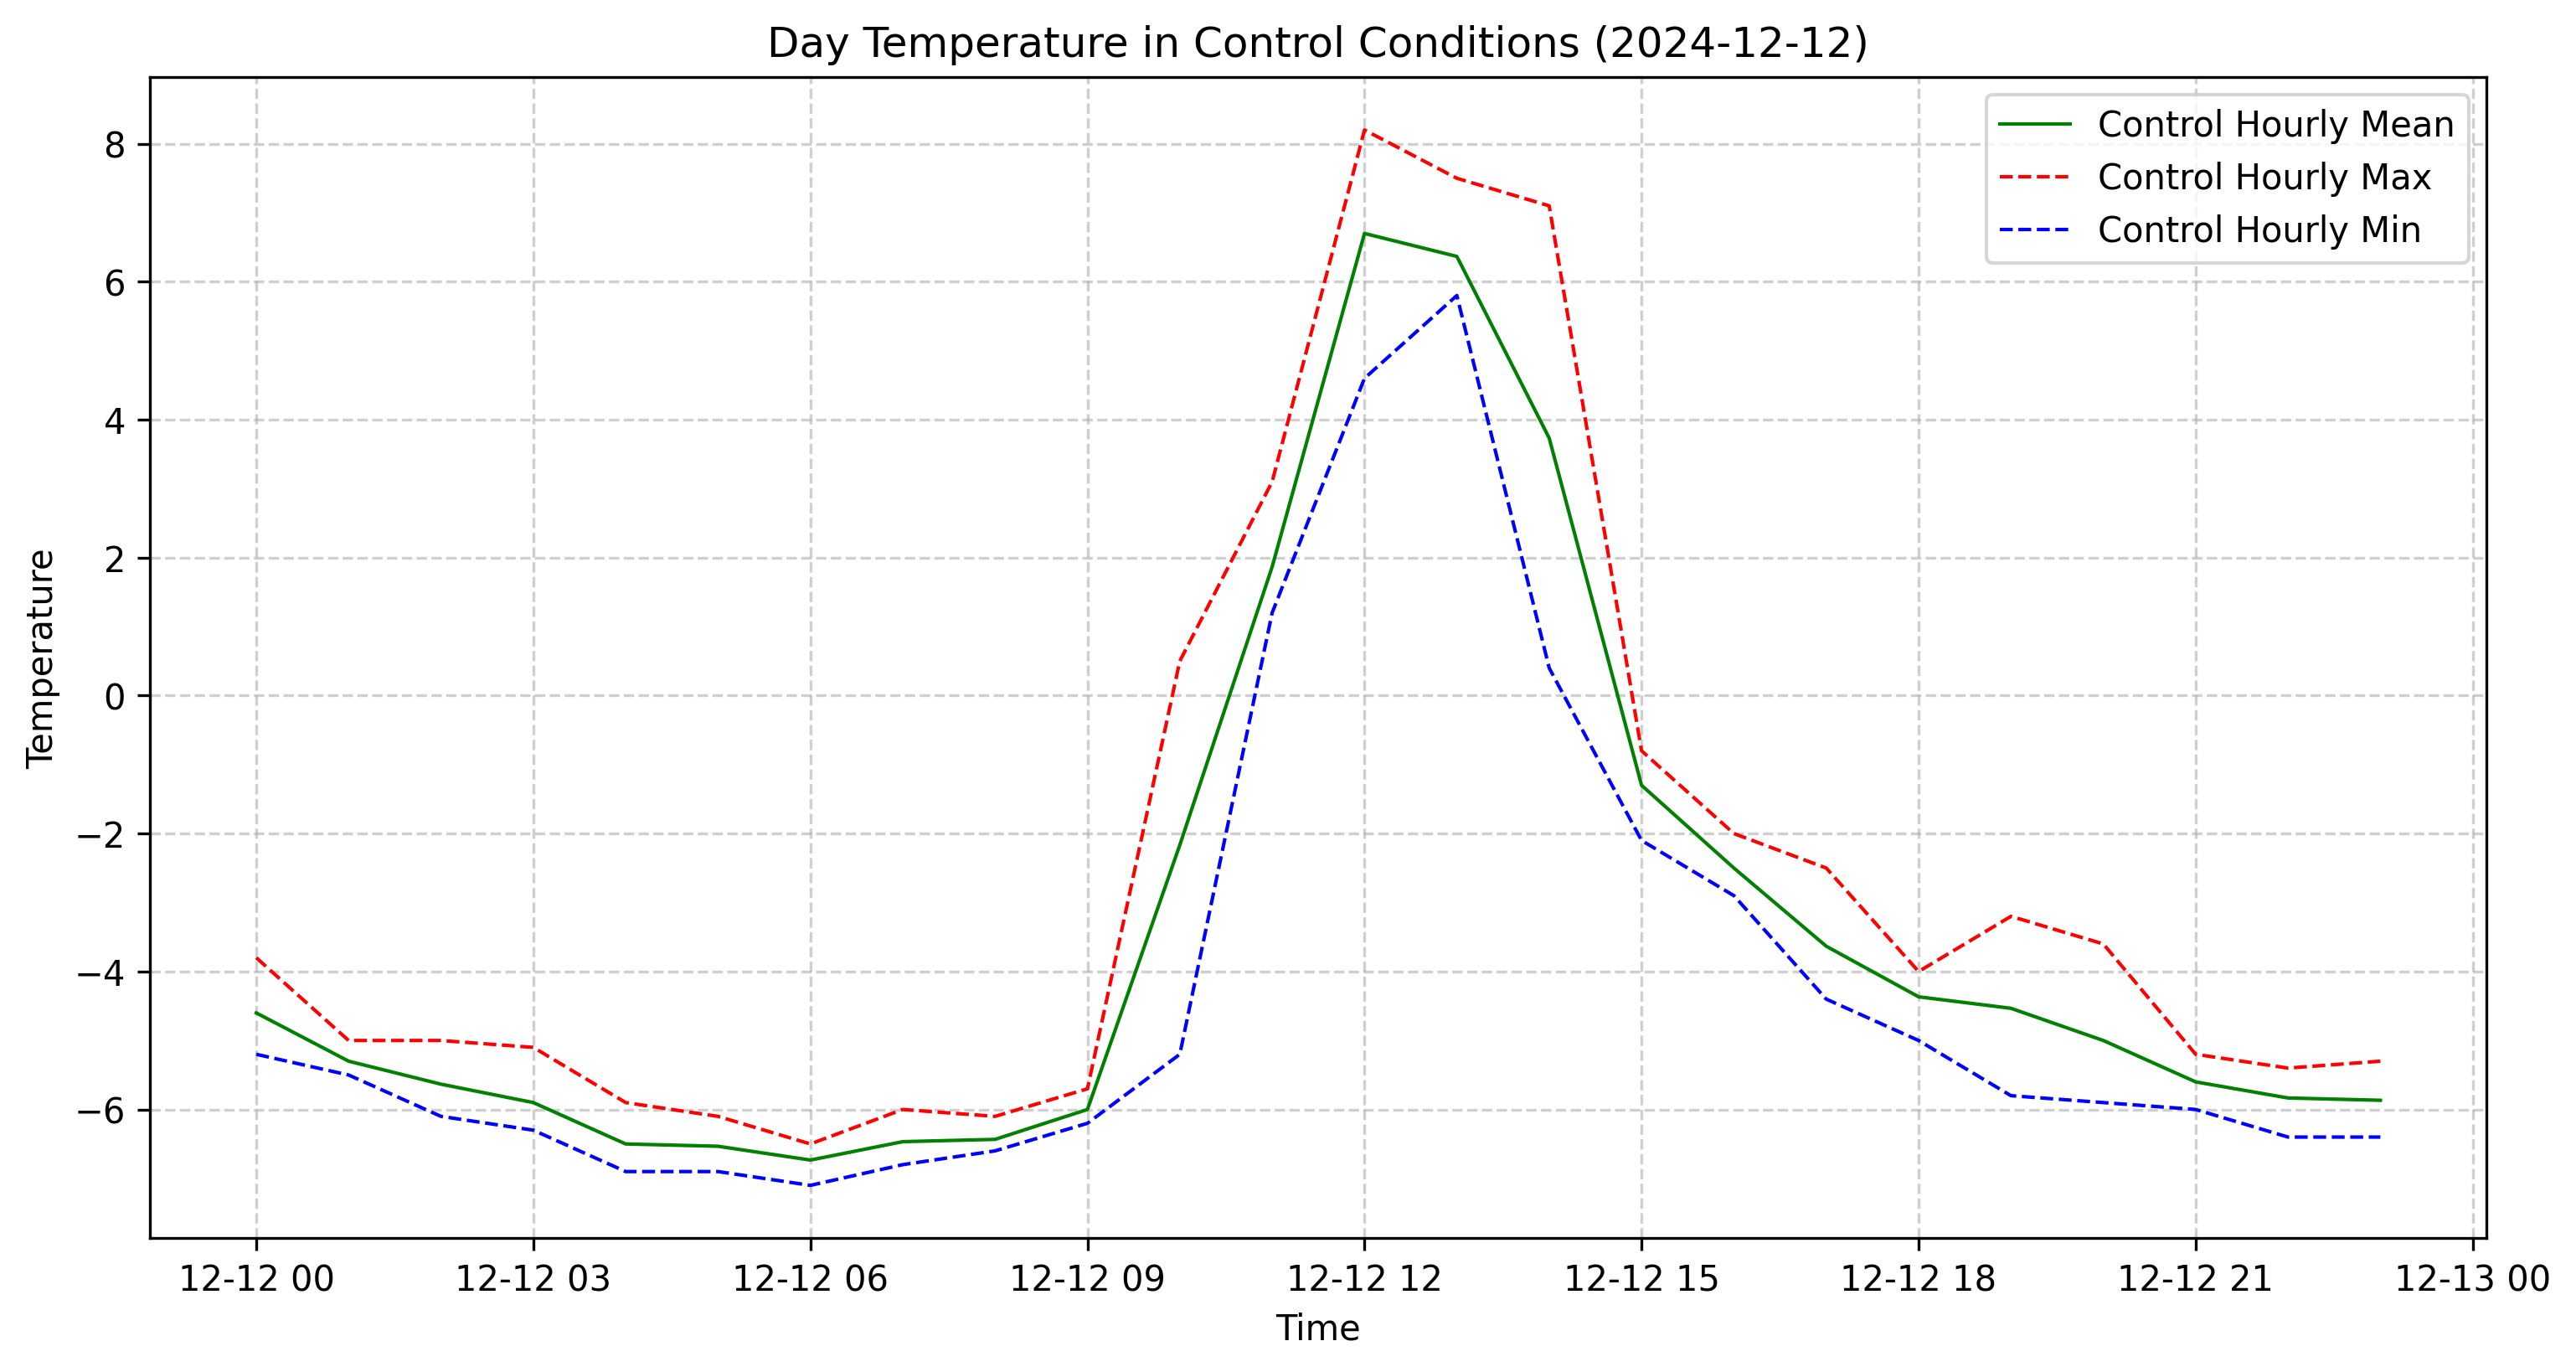 Day Temperature in Control Conditions (2024-12-12)
Control Hourly Mean
Control Hourly Max
Control Hourly Min
8
6
4
2
0
−2
−4
−6
Temperature
12-12 00 12-12 03 12-12 06 12-12 09 12-12 12 12-12 15 12-12 18 12-12 21 12-13 00
Time